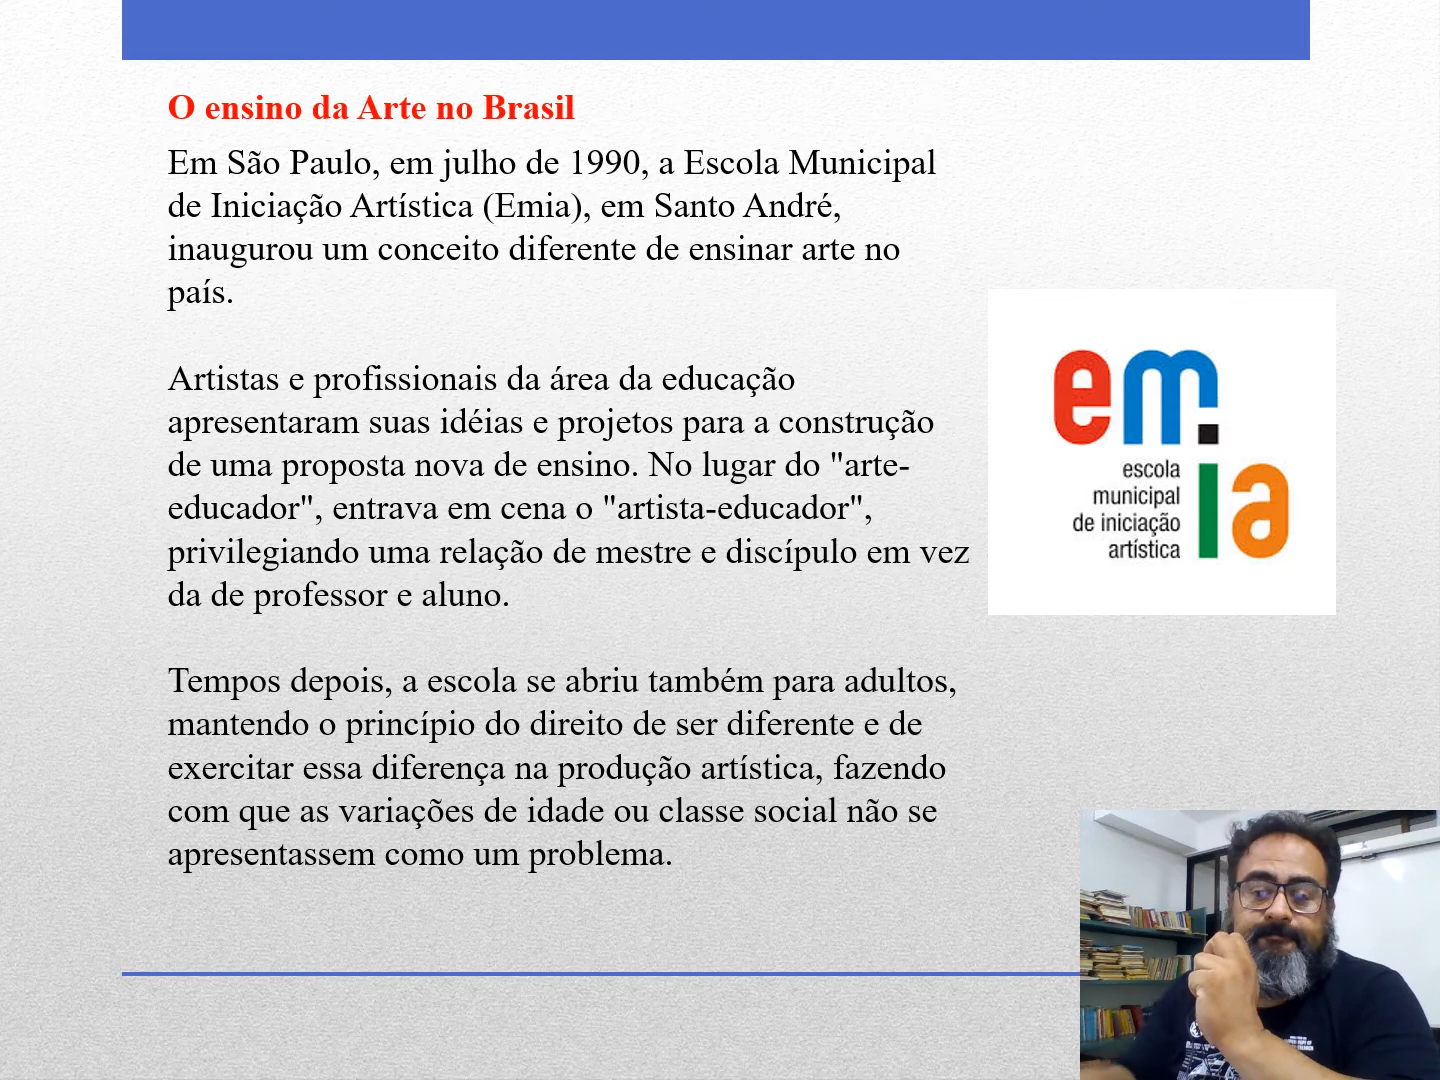 O ensino da Arte no Brasil
Em São Paulo, em julho de 1990, a Escola Municipal
de Iniciação Artística (Emia), em Santo André,
inaugurou um conceito diferente de ensinar arte no
país.
Artistas e profissionais da área da educação
apresentaram suas idéias e projetos para a construção
de uma proposta nova de ensino. No lugar do "arte-
educador", entrava em cena o "artista-educador",
privilegiando uma relação de mestre e discípulo em vez
da de professor e aluno.
Tempos depois, a escola se abriu também para adultos,
mantendo o princípio do direito de ser diferente e de
exercitar essa diferença na produção artística, fazendo
com que as variações de idade ou classe social não se
apresentassem como um problema.
em
ia
escola
municipal
de iniciação
artística